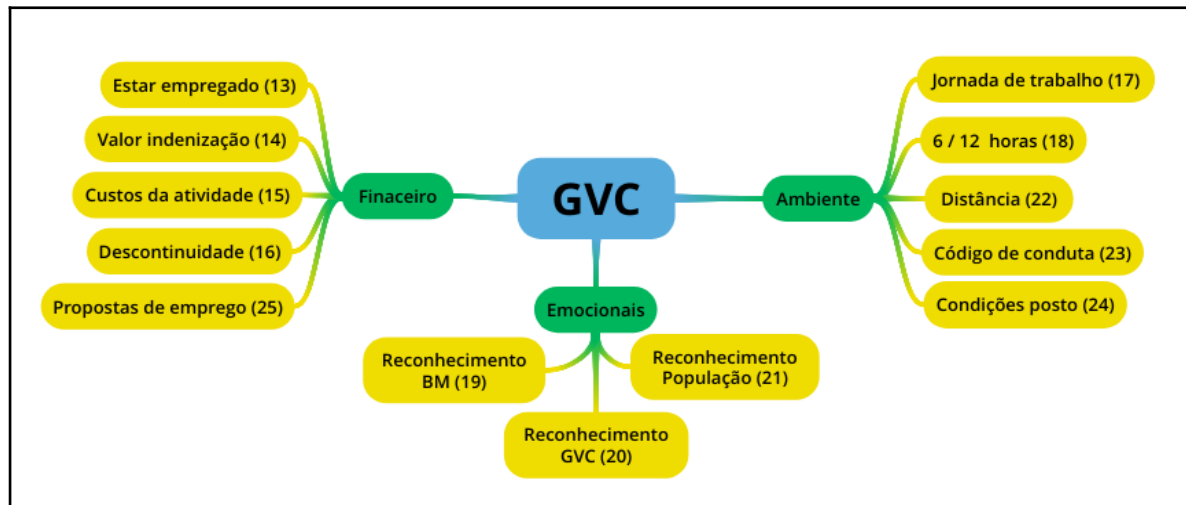 GVC
Finaceiro
Estar empregado (13)
Valor indenização (14)
Custos da atividade (15)
Descontinuidade (16)
Propostas de emprego (25)
Emocionais
Reconhecimento
BM (19)
Reconhecimento
GVC (20)
Reconhecimento
População (21)
Ambiente
Jornada de trabalho (17)
6 / 12 horas (18)
Distância (22)
Código de conduta (23)
Condições posto (24)